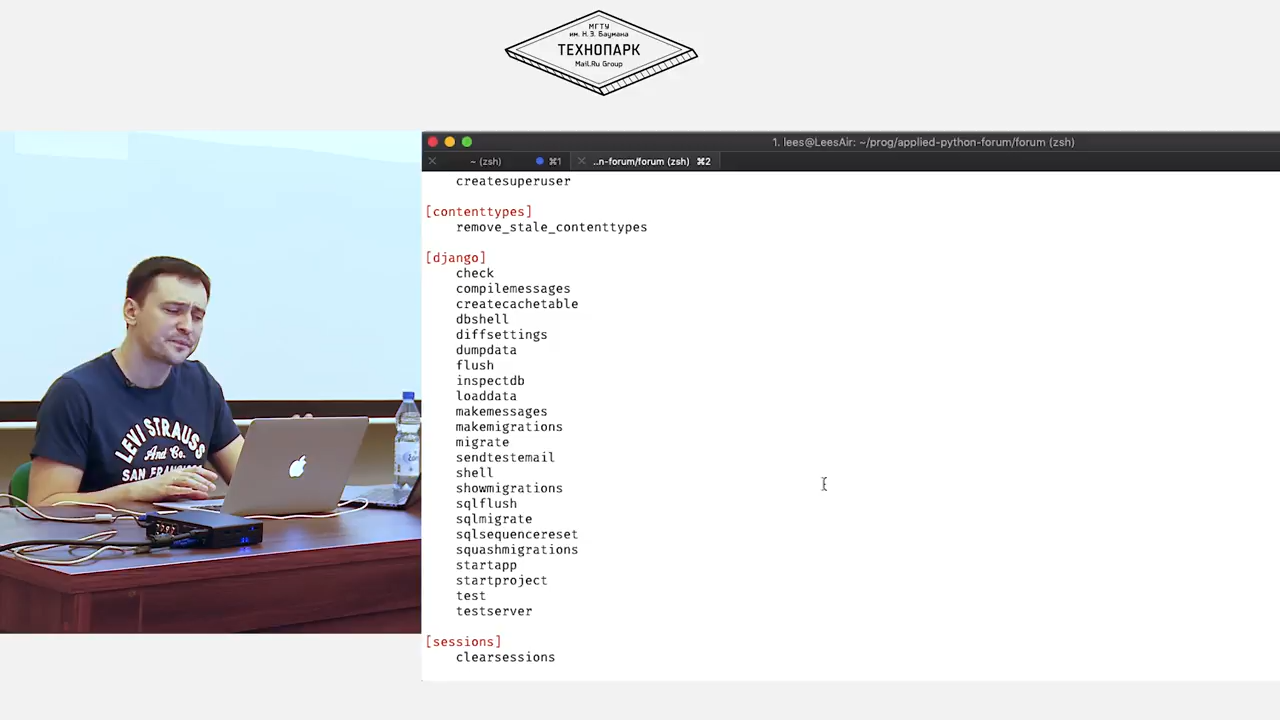 МГТУ
им. Н.Э. Баумана
ТЕХНОПАРК
Mail.Ru Group
1. lees@LeesAir: ~/prog/applied-python-forum/forum (zsh)
~ (zsh) ⌘1 ..n-forum/forum (zsh) ⌘2
createsuperuser
[contenttypes]
remove_stale_contenttypes
[django]
check
compilemessages
createcachetable
dbshell
diffsettings
dumpdata
flush
inspectdb
loaddata
makemessages
makemigrations
migrate
sendtestemail
shell
showmigrations
sqlflush
sqlmigrate
sqlsequencereset
squashmigrations
startapp
startproject
test
testserver
[sessions]
clearsessions
LEVI STRAUSS
And Co.
SAN FRANCISCO